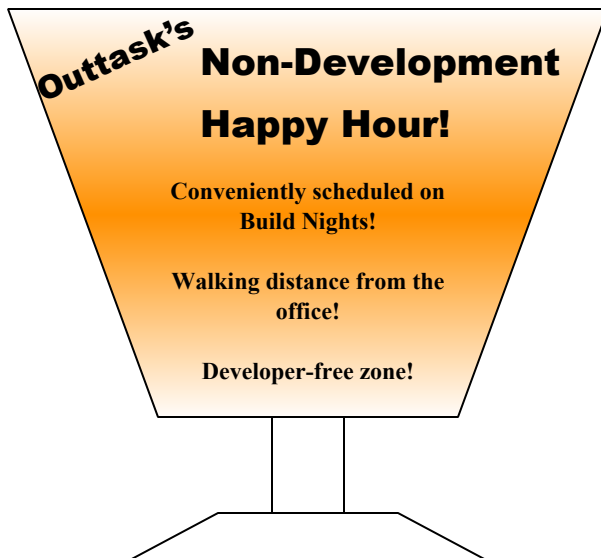 Outtask's
Non-Development
Happy Hour!
Conveniently scheduled on
Build Nights!
Walking distance from the
office!
Developer-free zone!